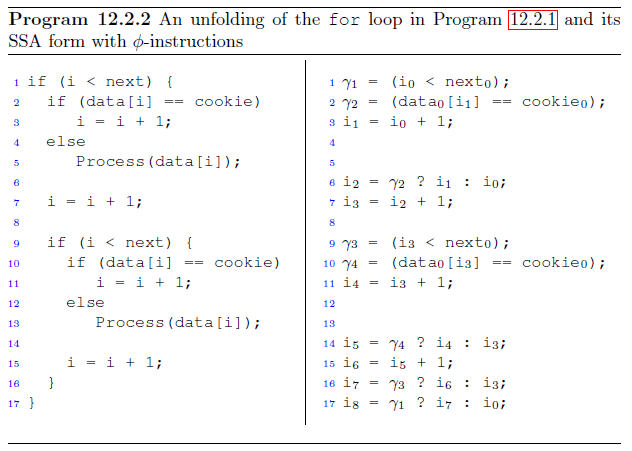 Program 12.2.2 An unfolding of the for loop in Program 12.2.1 and its
SSA form with ϕ-instructions
1 if (i < next) {
2 if (data[i] == cookie)
3 i = i + 1;
4 else
5 Process(data[i]);
6
7 i = i + 1;
8
9 if (i < next) {
10 if (data[i] == cookie)
11 i = i + 1;
12 else
13 Process(data[i]);
14
15 i = i + 1;
16 }
17 }
1 γ₁ = (i₀ < next₀);
2 γ₂ = (data₀[i₁] == cookie₀);
3 i₁ = i₀ + 1;
4
5
6 i₂ = γ₂ ? i₁ : i₀;
7 i₃ = i₂ + 1;
8
9 γ₃ = (i₃ < next₀);
10 γ₄ = (data₀[i₃] == cookie₀);
11 i₄ = i₃ + 1;
12
13
14 i₅ = γ₄ ? i₄ : i₃;
15 i₆ = i₅ + 1;
16 i₇ = γ₃ ? i₆ : i₃;
17 i₈ = γ₁ ? i₇ : i₀;